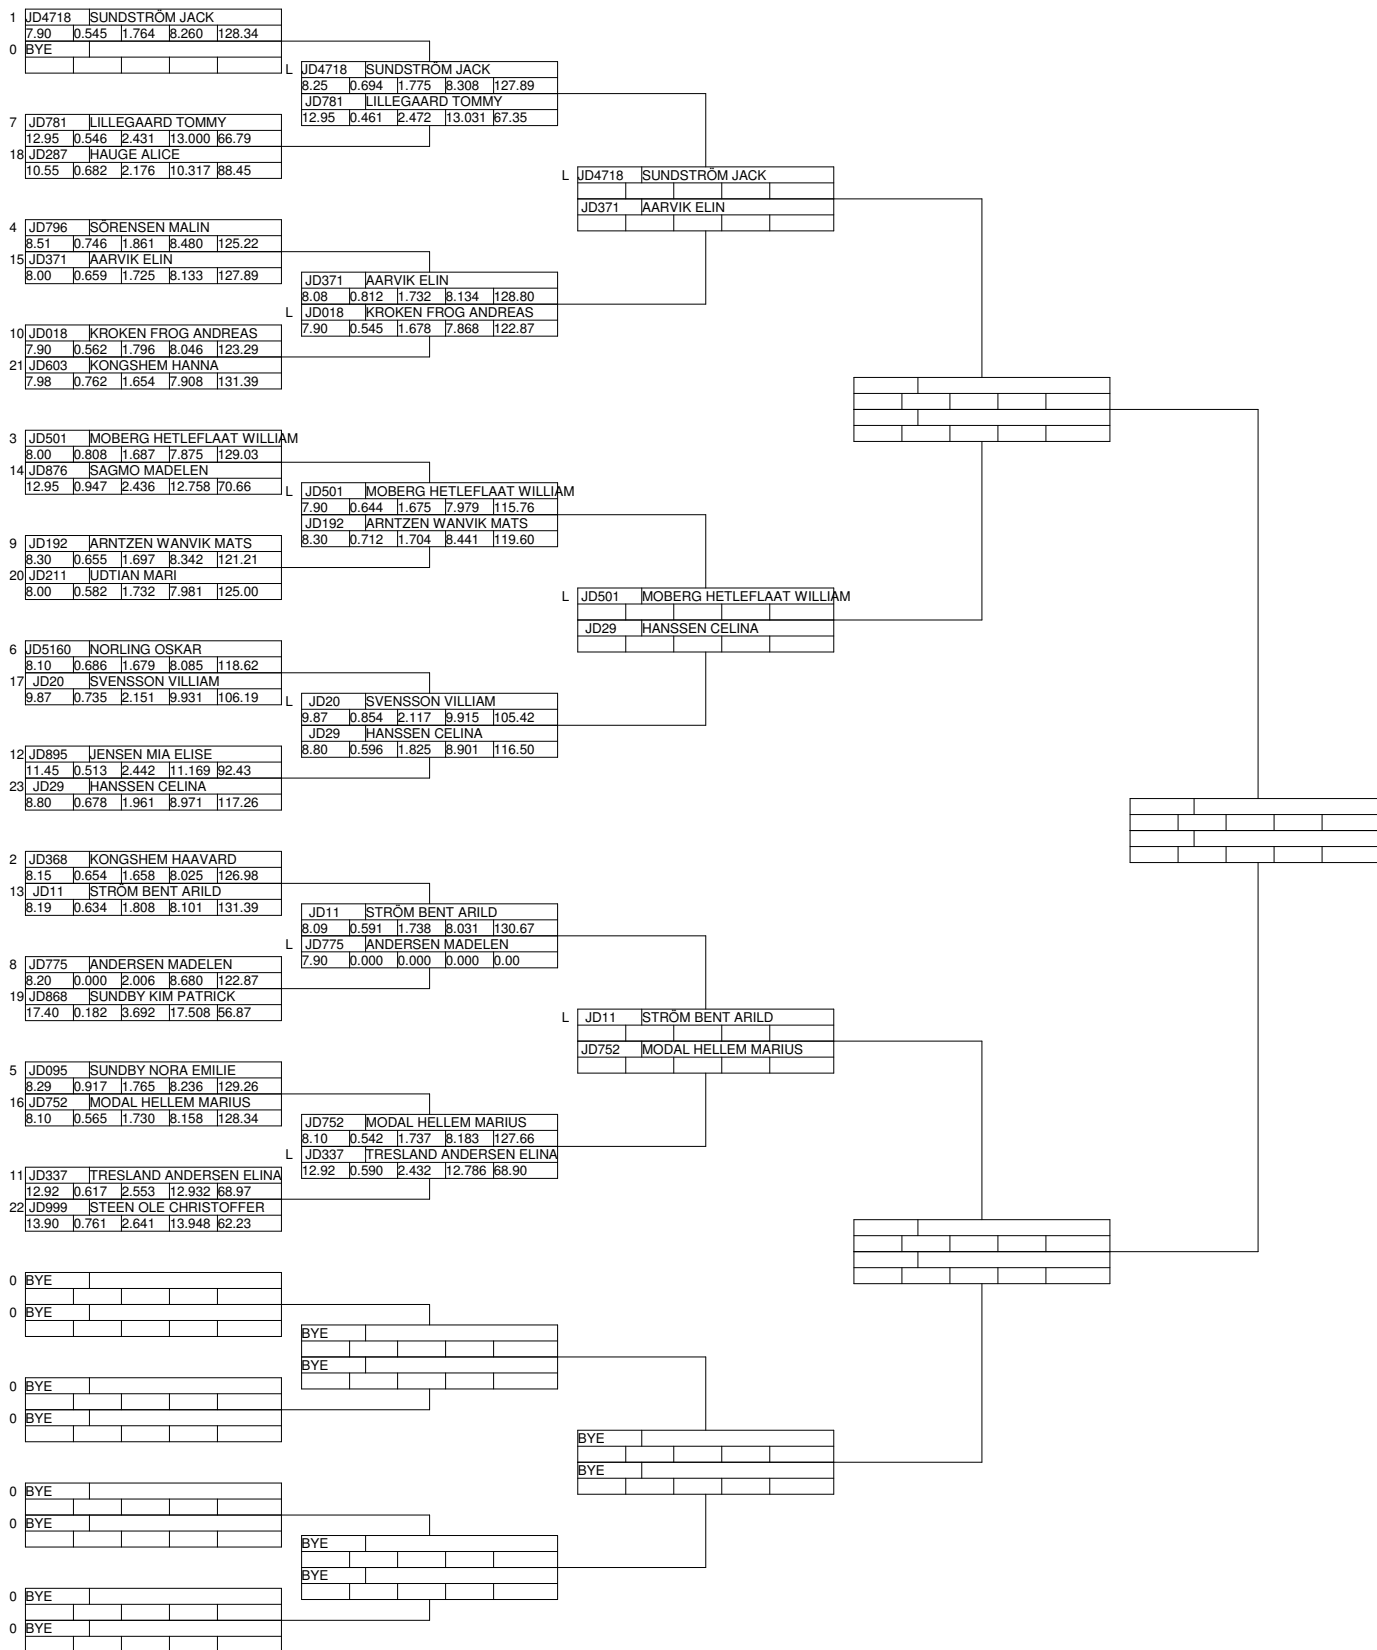 1 JD4718 SUNDSTRÖM JACK
7.90 0.545 1.764 8.260 128.34
0 BYE
7 JD781 LILLEGAARD TOMMY
12.95 0.546 2.431 13.000 66.79
18 JD287 HAUGE ALICE
10.55 0.682 2.176 10.317 88.45
4 JD796 SÖRENSEN MALIN
8.51 0.746 1.861 8.480 125.22
15 JD371 AARVIK ELIN
8.00 0.659 1.725 8.133 127.89
10 JD018 KROKEN FROG ANDREAS
7.90 0.562 1.796 8.046 123.29
21 JD603 KONGSHEM HANNA
7.98 0.762 1.654 7.908 131.39
3 JD501 MOBERG HETLEFLAAT WILLIAM
8.00 0.808 1.687 7.875 129.03
14 JD876 SAGMO MADELEN
12.95 0.947 2.436 12.758 70.66
9 JD192 ARNTZEN WANVIK MATS
8.30 0.655 1.697 8.342 121.21
20 JD211 UDTIAN MARI
8.00 0.582 1.732 7.981 125.00
6 JD5160 NORLING OSKAR
8.10 0.686 1.679 8.085 118.62
17 JD20 SVENSSON VILLIAM
9.87 0.735 2.151 9.931 106.19
12 JD895 JENSEN MIA ELISE
11.45 0.513 2.442 11.169 92.43
23 JD29 HANSSEN CELINA
8.80 0.678 1.961 8.971 117.26
2 JD368 KONGSHEM HAAVARD
8.15 0.654 1.658 8.025 126.98
13 JD11 STRÖM BENT ARILD
8.19 0.634 1.808 8.101 131.39
8 JD775 ANDERSEN MADELEN
8.20 0.000 2.006 8.680 122.87
19 JD868 SUNDBY KIM PATRICK
17.40 0.182 3.692 17.508 56.87
5 JD095 SUNDBY NORA EMILIE
8.29 0.917 1.765 8.236 129.26
16 JD752 MODAL HELLEM MARIUS
8.10 0.565 1.730 8.158 128.34
11 JD337 TRESLAND ANDERSEN ELINA
12.92 0.617 2.553 12.932 68.97
22 JD999 STEEN OLE CHRISTOFFER
13.90 0.761 2.641 13.948 62.23
0 BYE
0 BYE
0 BYE
0 BYE
0 BYE
0 BYE
0 BYE
0 BYE
L JD4718 SUNDSTRÖM JACK
8.25 0.694 1.775 8.308 127.89
JD781 LILLEGAARD TOMMY
12.95 0.461 2.472 13.031 67.35
JD371 AARVIK ELIN
8.08 0.812 1.732 8.134 128.80
L JD018 KROKEN FROG ANDREAS
7.90 0.545 1.678 7.868 122.87
L JD501 MOBERG HETLEFLAAT WILLIAM
7.90 0.644 1.675 7.979 115.76
JD192 ARNTZEN WANVIK MATS
8.30 0.712 1.704 8.441 119.60
L JD20 SVENSSON VILLIAM
9.87 0.854 2.117 9.915 105.42
JD29 HANSSEN CELINA
8.80 0.596 1.825 8.901 116.50
JD11 STRÖM BENT ARILD
8.09 0.591 1.738 8.031 130.67
L JD775 ANDERSEN MADELEN
7.90 0.000 0.000 0.000 0.00
JD752 MODAL HELLEM MARIUS
8.10 0.542 1.737 8.183 127.66
L JD337 TRESLAND ANDERSEN ELINA
12.92 0.590 2.432 12.786 68.90
BYE
BYE
BYE
BYE
L JD4718 SUNDSTRÖM JACK
JD371 AARVIK ELIN
L JD501 MOBERG HETLEFLAAT WILLIAM
JD29 HANSSEN CELINA
L JD11 STRÖM BENT ARILD
JD752 MODAL HELLEM MARIUS
BYE
BYE